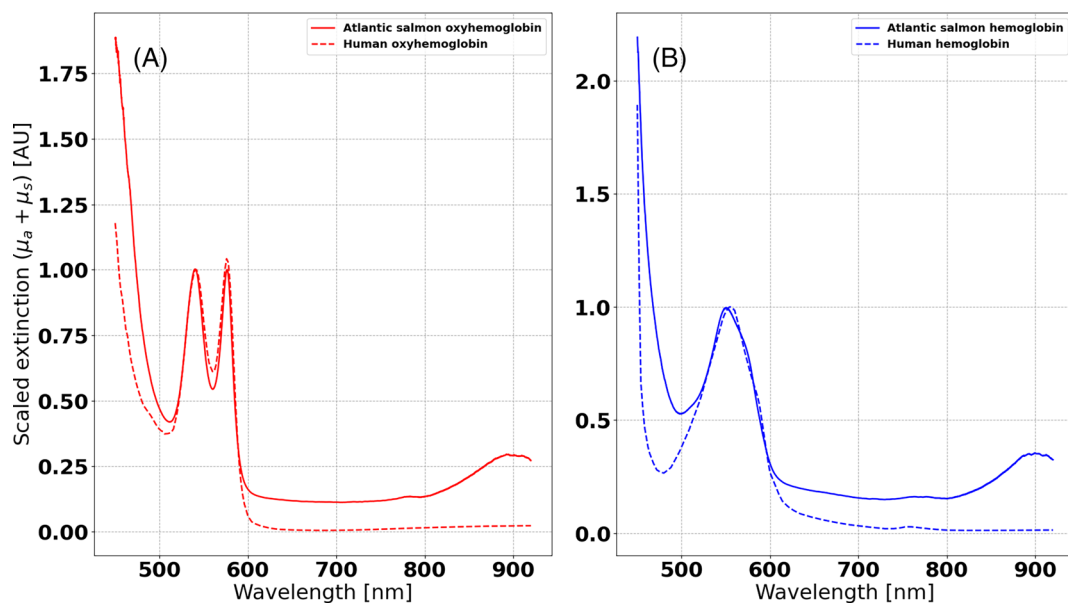 Atlantic salmon oxyhemoglobin
Human oxyhemoglobin
(A)
Scaled extinction (μa + μs) [AU]
1.75
1.50
1.25
1.00
0.75
0.50
0.25
0.00
500 600 700 800 900
Wavelength [nm]
Atlantic salmon hemoglobin
Human hemoglobin
(B)
2.0
1.5
1.0
0.5
0.0
500 600 700 800 900
Wavelength [nm]